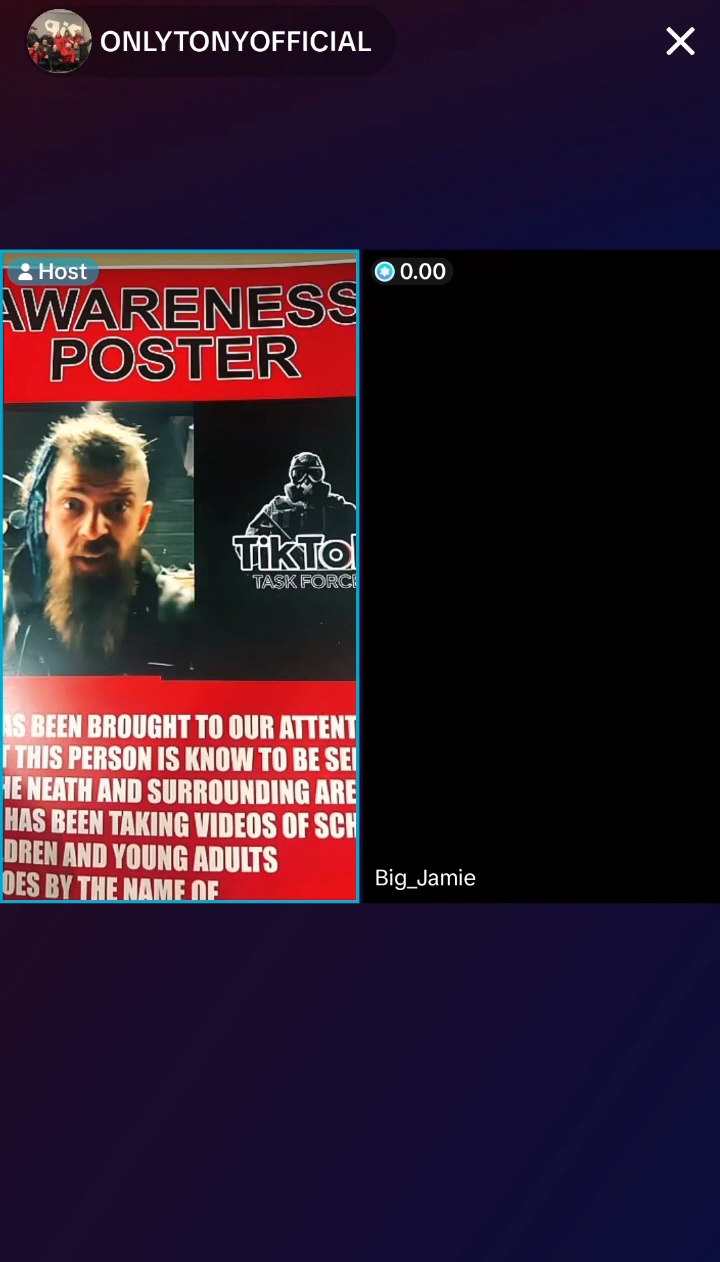 ONLYTONYOFFICIAL
Host
0.00
AWARENESS
POSTER
TikTo
TASK FORCE
AS BEEN BROUGHT TO OUR ATTENT
T THIS PERSON IS KNOW TO BE SE
HE NEATH AND SURROUNDING ARE
HAS BEEN TAKING VIDEOS OF SCH
DREN AND YOUNG ADULTS
OES BY THE NAME OF
Big_Jamie